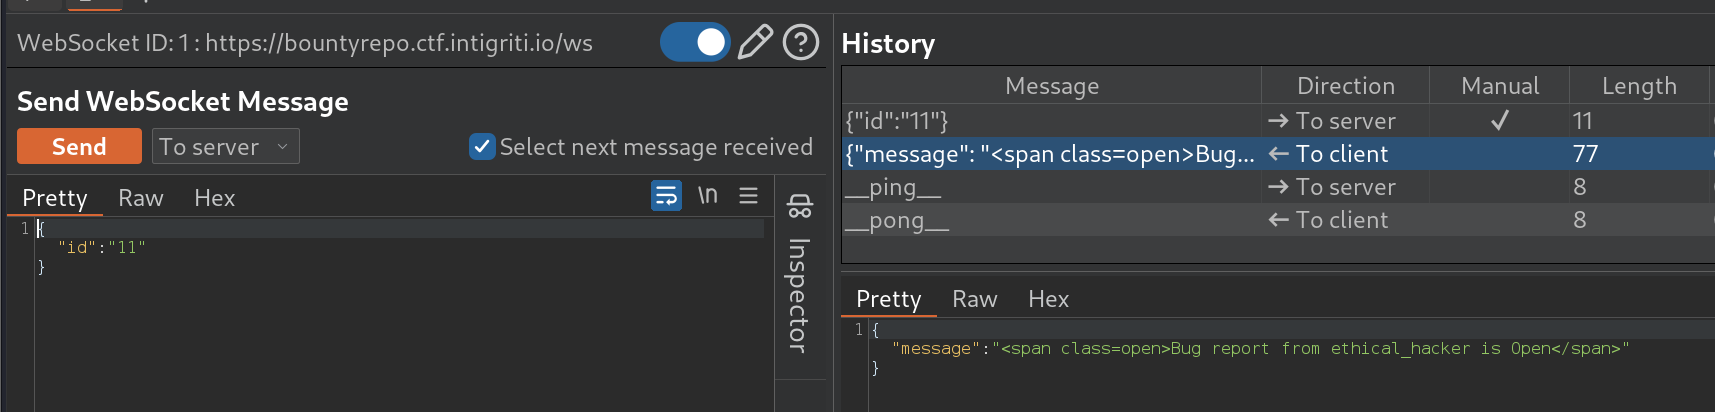 WebSocket ID: 1 : https://bountyrepo.ctf.intigriti.io/ws
Send WebSocket Message
Send To server Select next message received
Pretty Raw Hex \n
1 {
"id":"11"
}
Inspector
History
Message Direction Manual Length
{"id":"11"} → To server ✓ 11
{"message": "<span class=open>Bug... ← To client 77
__ping__ → To server 8
__pong__ ← To client 8
Pretty Raw Hex
1 {
"message":"<span class=open>Bug report from ethical_hacker is Open</span>"
}